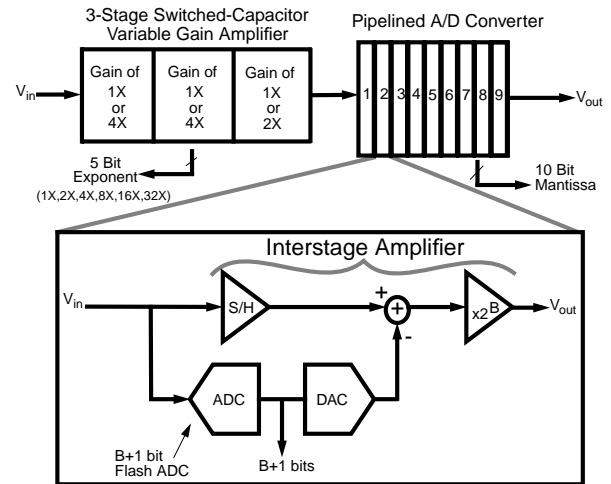 3-Stage Switched-Capacitor
Variable Gain Amplifier
Pipelined A/D Converter
Vin
Gain of
1X
or
4X
Gain of
1X
or
4X
Gain of
1X
or
2X
1 2 3 4 5 6 7 8 9
Vout
5 Bit
Exponent
(1X,2X,4X,8X,16X,32X)
10 Bit
Mantissa
Interstage Amplifier
Vin
S/H
+
+
-
x2B
Vout
ADC
DAC
B+1 bit
Flash ADC
B+1 bits